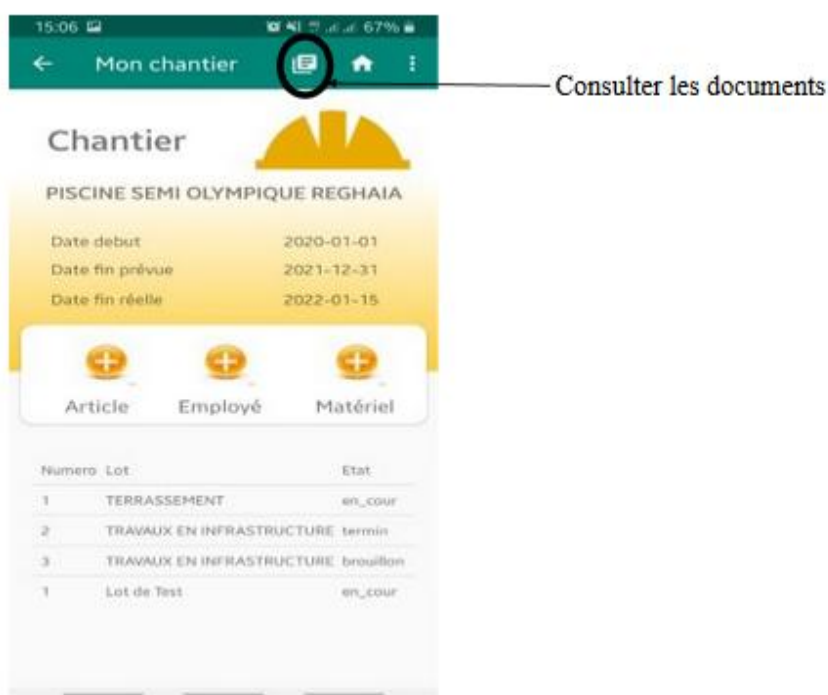 15:06 67%
Mon chantier
Consulter les documents
Chantier
PISCINE SEMI OLYMPIQUE REGHAIA
Date debut 2020-01-01
Date fin prévue 2021-12-31
Date fin réelle 2022-01-15
Article Employé Matériel
Numero Lot Etat
1 TERRASSEMENT en_cour
2 TRAVAUX EN INFRASTRUCTURE termin
3 TRAVAUX EN INFRASTRUCTURE brouillon
1 Lot de Test en_cour